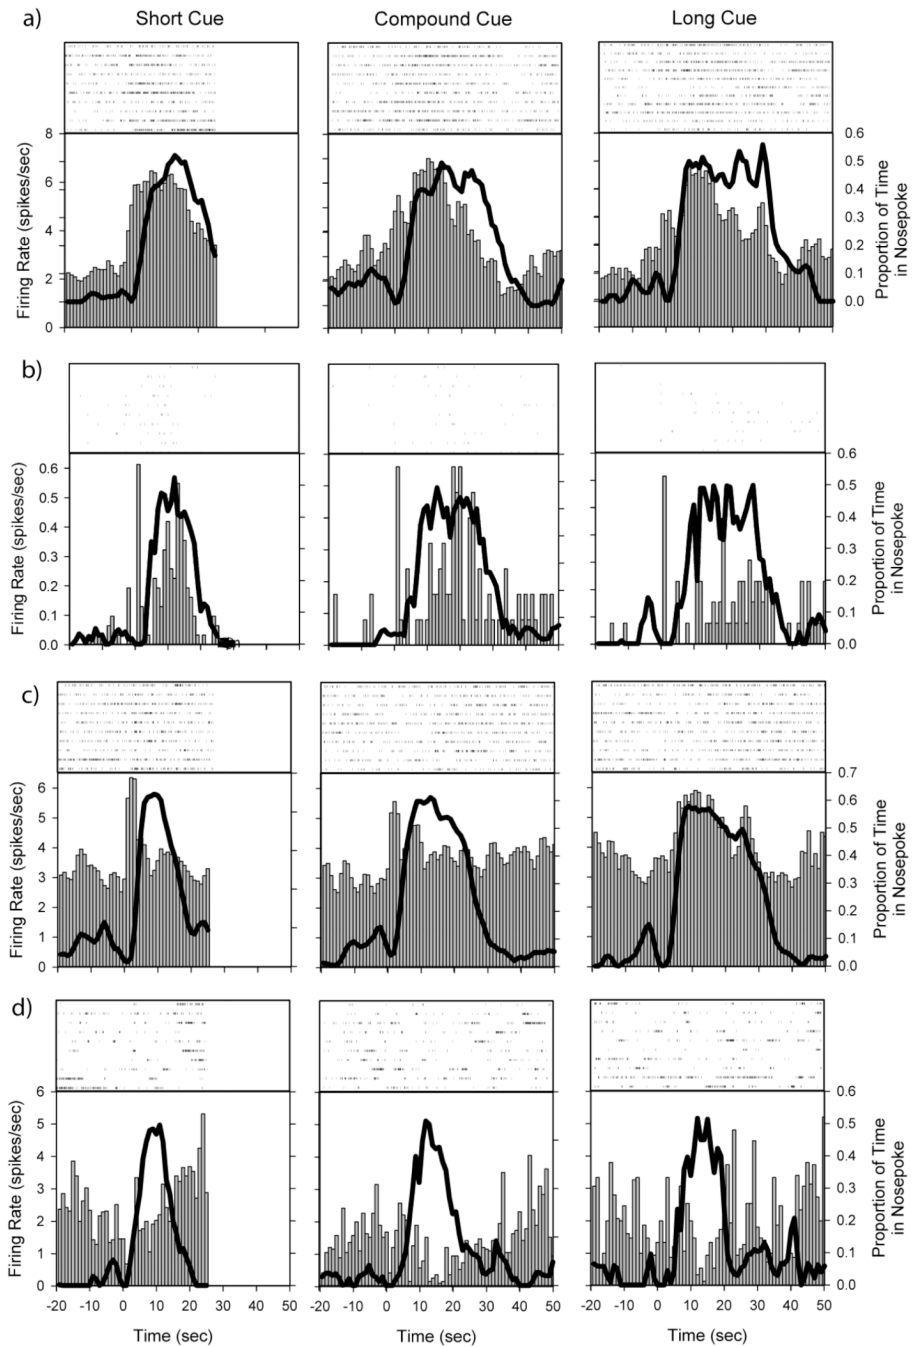 a)
Short Cue
Compound Cue
Long Cue
8
6
4
2
0
Firing Rate (spikes/sec)
0.6
0.5
0.4
0.3
0.2
0.1
0.0
Proportion of Time
in Nosepoke
b)
0.6
0.5
0.4
0.3
0.2
0.1
0.0
Firing Rate (spikes/sec)
0.6
0.5
0.4
0.3
0.2
0.1
0.0
Proportion of Time
in Nosepoke
c)
6
5
4
3
2
1
0
Firing Rate (spikes/sec)
0.7
0.6
0.5
0.4
0.3
0.2
0.1
0.0
Proportion of Time
in Nosepoke
d)
6
5
4
3
2
1
0
Firing Rate (spikes/sec)
0.6
0.5
0.4
0.3
0.2
0.1
0.0
Proportion of Time
in Nosepoke
-20 -10 0 10 20 30 40 50
-20 -10 0 10 20 30 40 50
-20 -10 0 10 20 30 40 50
Time (sec)
Time (sec)
Time (sec)